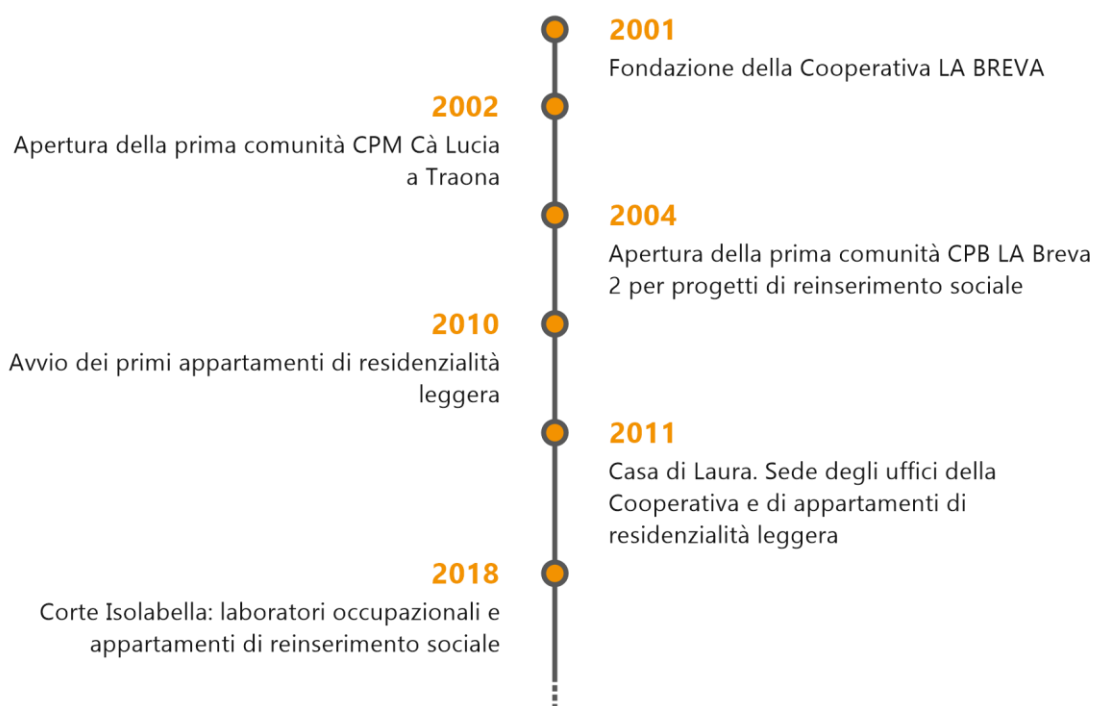 2001
Fondazione della Cooperativa LA BREVA
2002
Apertura della prima comunità CPM Cà Lucia
a Traona
2004
Apertura della prima comunità CPB LA Breva
2 per progetti di reinserimento sociale
2010
Avvio dei primi appartamenti di residenzialità
leggera
2011
Casa di Laura. Sede degli uffici della
Cooperativa e di appartamenti di
residenzialità leggera
2018
Corte Isolabella: laboratori occupazionali e
appartamenti di reinserimento sociale